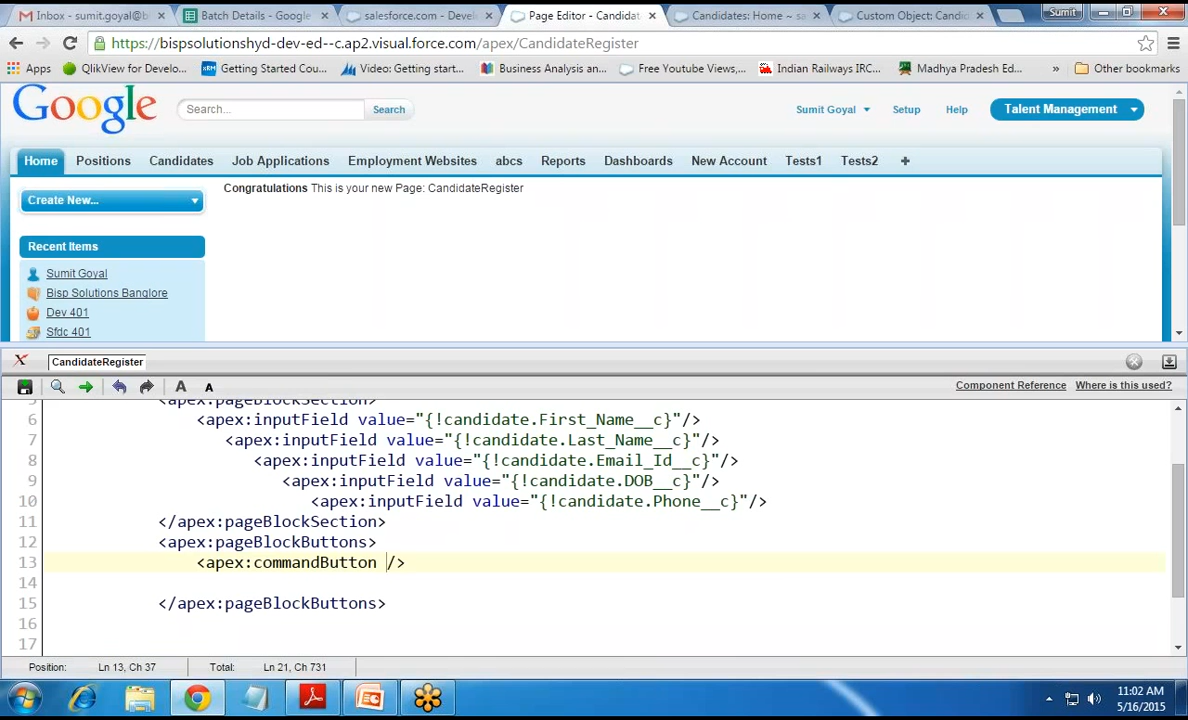 Inbox - sumit.goyal@b
Batch Details - Google
salesforce.com - Devel
Page Editor - Candidat
Candidates: Home ~ sa
Custom Object: Candid
Sumit
https://bispsolutionshyd-dev-ed--c.ap2.visual.force.com/apex/CandidateRegister
Apps
QlikView for Develo...
Getting Started Cou...
Video: Getting start...
Business Analysis an...
Free Youtube Views,...
Indian Railways IRC...
Madhya Pradesh Ed...
»
Other bookmarks
Google
Search...
Search
Sumit Goyal
Setup
Help
Talent Management
Home
Positions
Candidates
Job Applications
Employment Websites
abcs
Reports
Dashboards
New Account
Tests1
Tests2
+
Create New...
Congratulations This is your new Page: CandidateRegister
Recent Items
Sumit Goyal
Bisp Solutions Banglore
Dev 401
Sfdc 401
CandidateRegister
A
A
Component Reference
Where is this used?
5 <apex:pageBlockSection>
6 <apex:inputField value="{!candidate.First_Name__c}"/>
7 <apex:inputField value="{!candidate.Last_Name__c}"/>
8 <apex:inputField value="{!candidate.Email_Id__c}"/>
9 <apex:inputField value="{!candidate.DOB__c}"/>
10 <apex:inputField value="{!candidate.Phone__c}"/>
11 </apex:pageBlockSection>
12 <apex:pageBlockButtons>
13 <apex:commandButton />
14
15 </apex:pageBlockButtons>
16
17
Position: Ln 13, Ch 37 Total: Ln 21, Ch 731
11:02 AM
5/16/2015